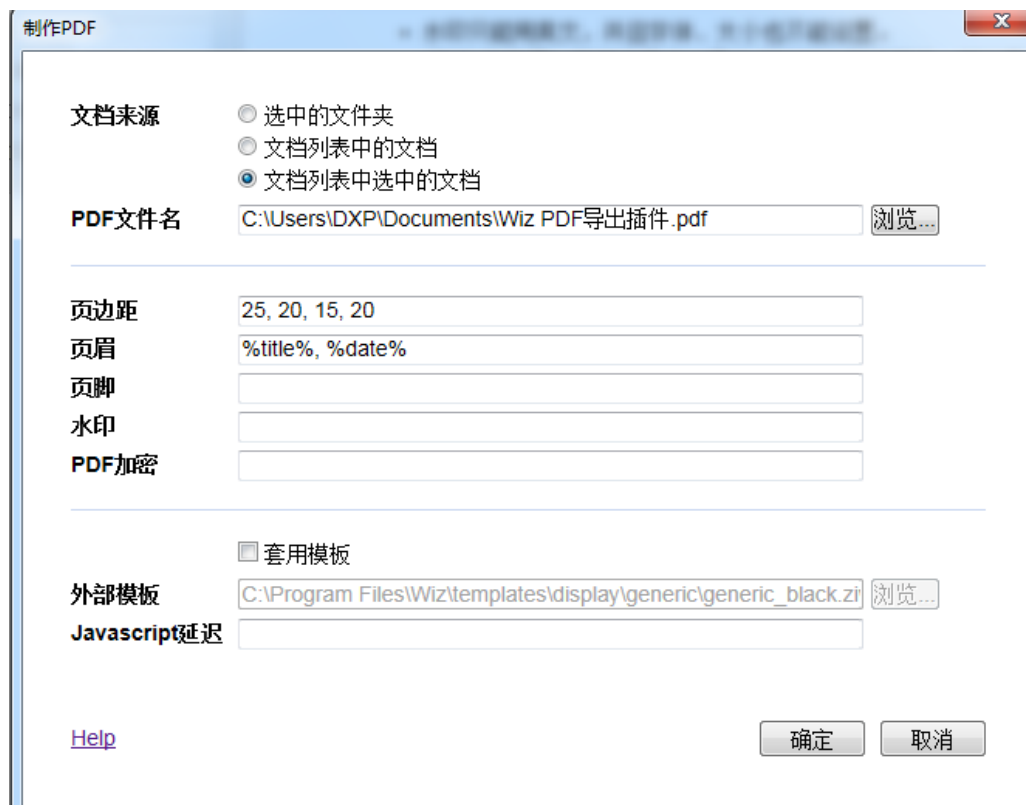 制作PDF
文档来源
选中的文件夹
文档列表中的文档
文档列表中选中的文档
PDF文件名 C:\Users\DXP\Documents\Wiz PDF导出插件.pdf 浏览...
页边距 25, 20, 15, 20
页眉 %title%, %date%
页脚
水印
PDF加密
套用模板
外部模板 C:\Program Files\Wiz\templates\display\generic\generic_black.zi 浏览...
Javascript延迟
Help 确定 取消